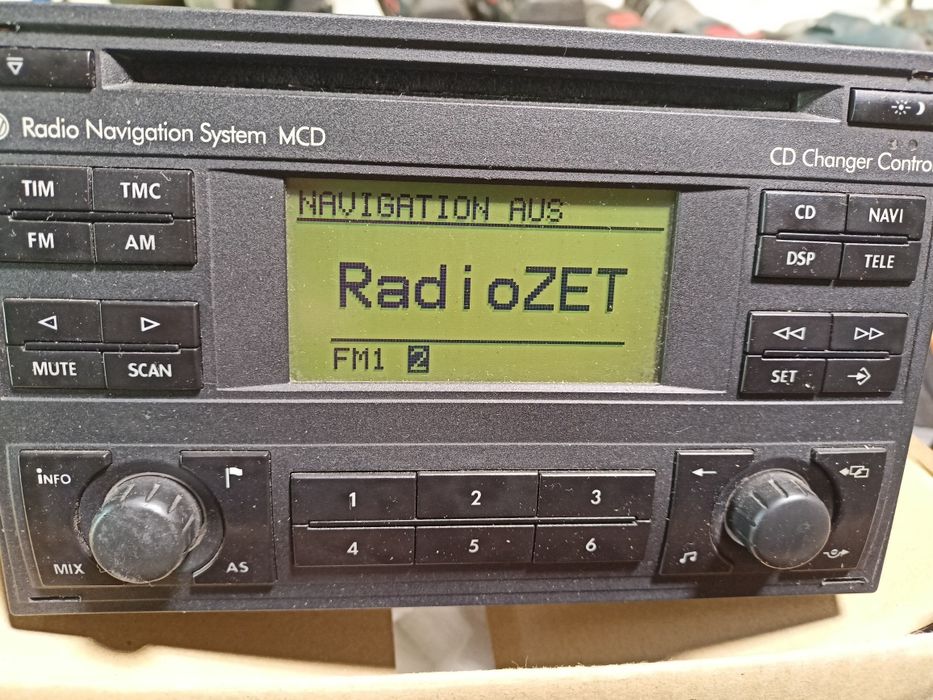 Radio Navigation System MCD
CD Changer Contro
TIM TMC
FM AM
NAVIGATION AUS
RadioZET
FM1 2
CD NAVI
DSP TELE
MUTE SCAN
SET
iNFO
MIX AS
1 2 3
4 5 6